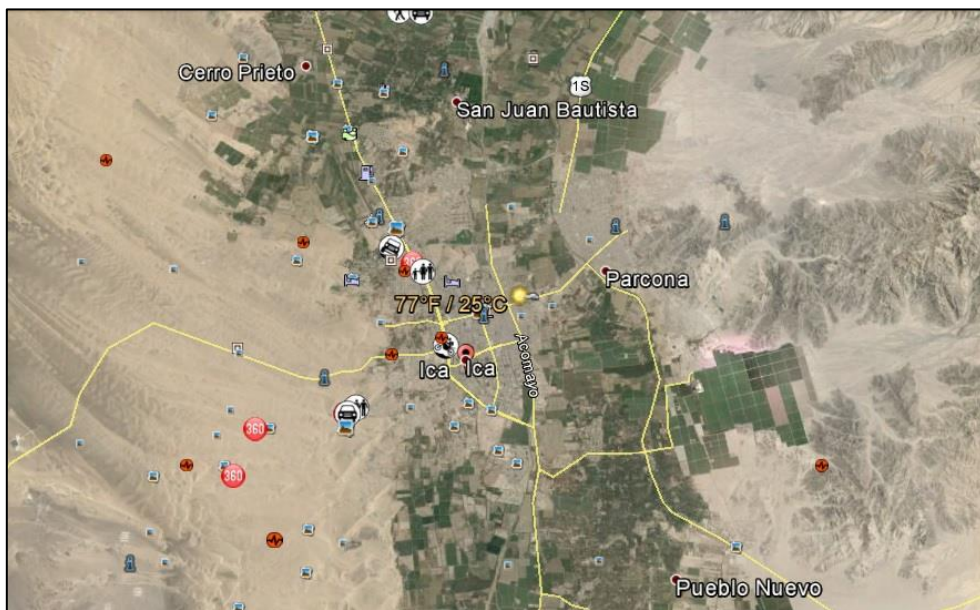 Cerro Prieto
1S
San Juan Bautista
Parcona
77°F / 25°C
Acomayo
Ica
Ica
360
360
Pueblo Nuevo